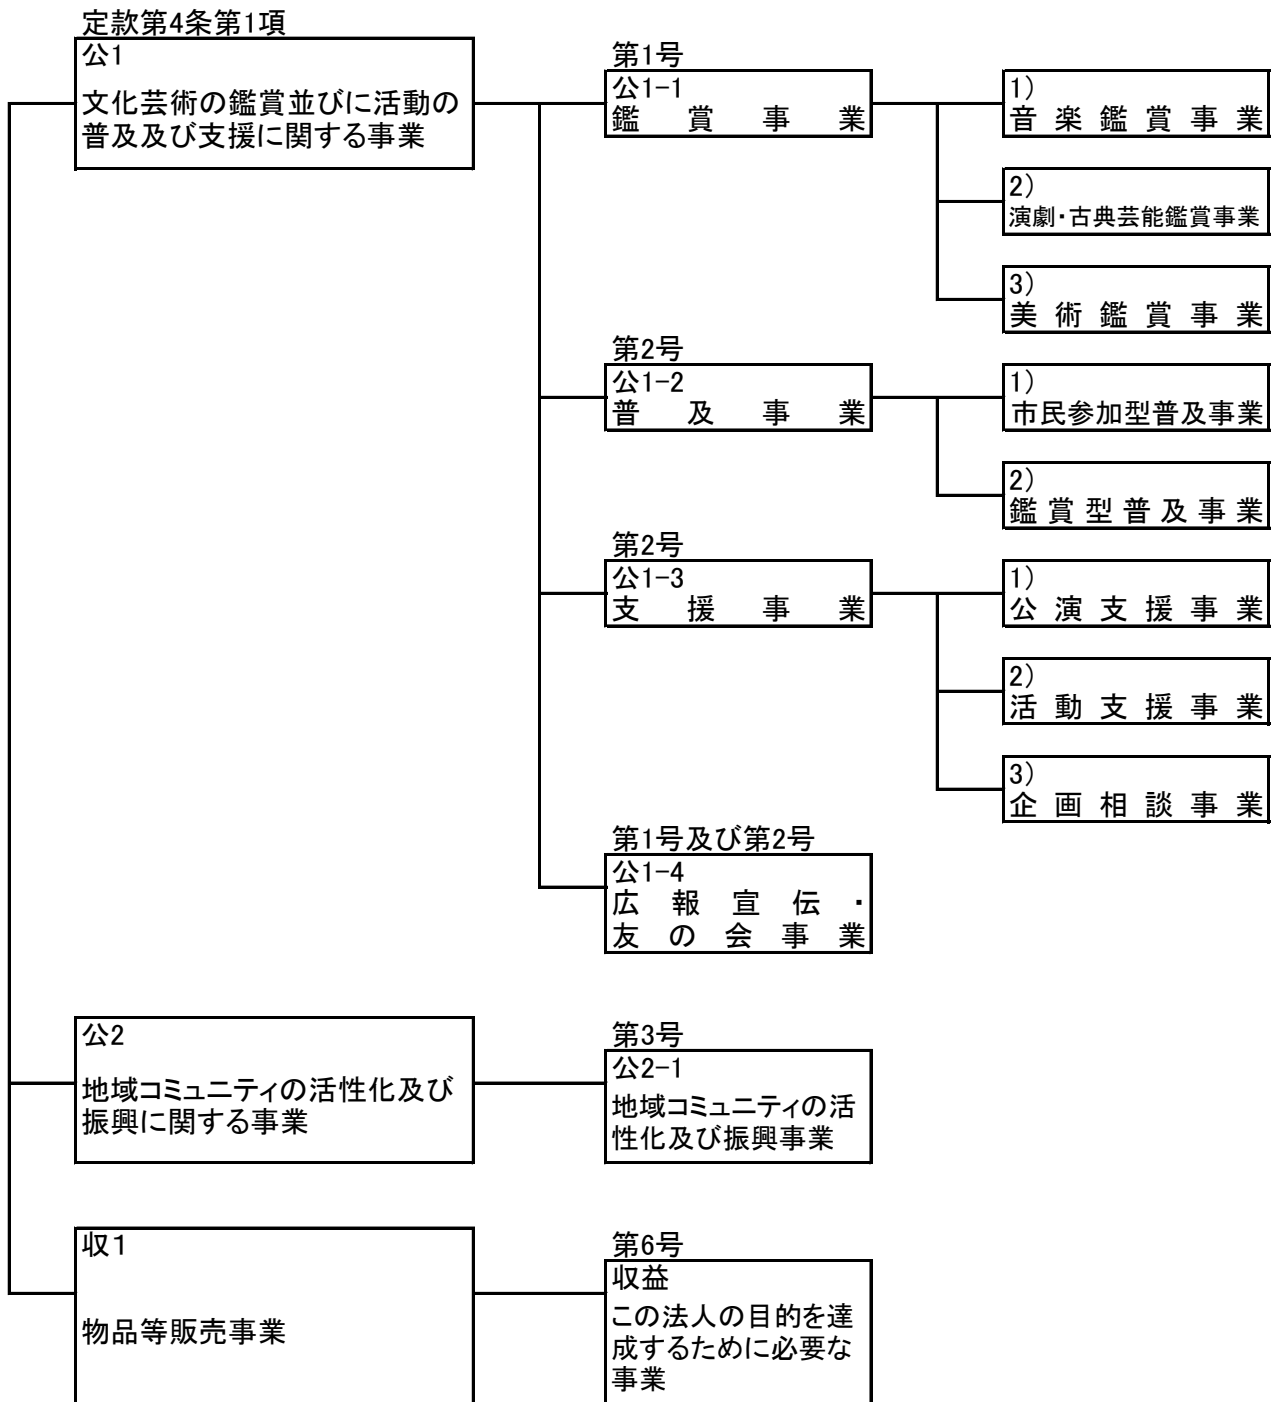 定款第4条第1項
公1
文化芸術の鑑賞並びに活動の
普及及び支援に関する事業
第1号
公1-1
鑑賞事業
1）
音楽鑑賞事業
2）
演劇・古典芸能鑑賞事業
3）
美術鑑賞事業
第2号
公1-2
普及事業
1）
市民参加型普及事業
2）
鑑賞型普及事業
第2号
公1-3
支援事業
1）
公演支援事業
2）
活動支援事業
3）
企画相談事業
第1号及び第2号
公1-4
広報宣伝・
友の会事業
公2
地域コミュニティの活性化及び
振興に関する事業
第3号
公2-1
地域コミュニティの活
性化及び振興事業
収1
物品等販売事業
第6号
収益
この法人の目的を達
成するために必要な
事業